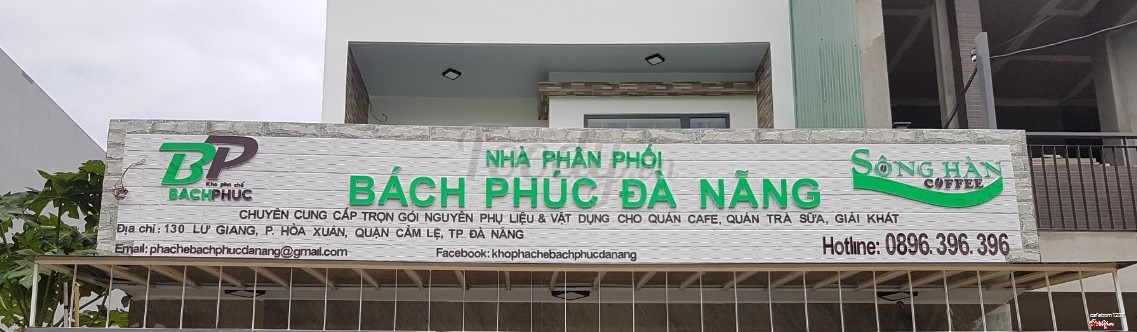 BP
Kho pha chế
BACHPHUC
NHÀ PHÂN PHỐI
BÁCH PHÚC ĐÀ NẴNG
SÔNG HÀN
COFFEE
CHUYÊN CUNG CẤP TRỌN GÓI NGUYÊN PHỤ LIỆU & VẬT DỤNG CHO QUÁN CAFE, QUÁN TRÀ SỮA, GIẢI KHÁT
Địa chỉ : 130 LƯ GIANG, P. HÒA XUÂN, QUẬN CẨM LỆ, TP. ĐÀ NẴNG
Email: phachebachphucdanang@gmail.com
Facebook: khophachebachphucdanang
Hotline: 0896.396.396